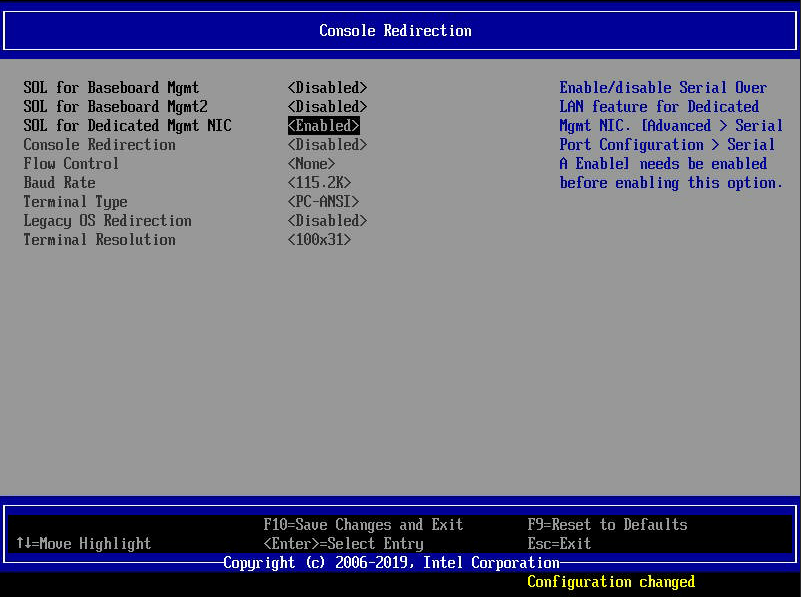 Console Redirection
SOL for Baseboard Mgmt <Disabled> Enable/disable Serial Over
SOL for Baseboard Mgmt2 <Disabled> LAN feature for Dedicated
SOL for Dedicated Mgmt NIC <Enabled> Mgmt NIC. [Advanced > Serial
Console Redirection <Disabled> Port Configuration > Serial
Flow Control <None> A Enable] needs be enabled
Baud Rate <115.2K> before enabling this option.
Terminal Type <PC-ANSI>
Legacy OS Redirection <Disabled>
Terminal Resolution <100x31>
F10=Save Changes and Exit F9=Reset to Defaults
↑↓=Move Highlight <Enter>=Select Entry Esc=Exit
Copyright (c) 2006-2019, Intel Corporation
Configuration changed